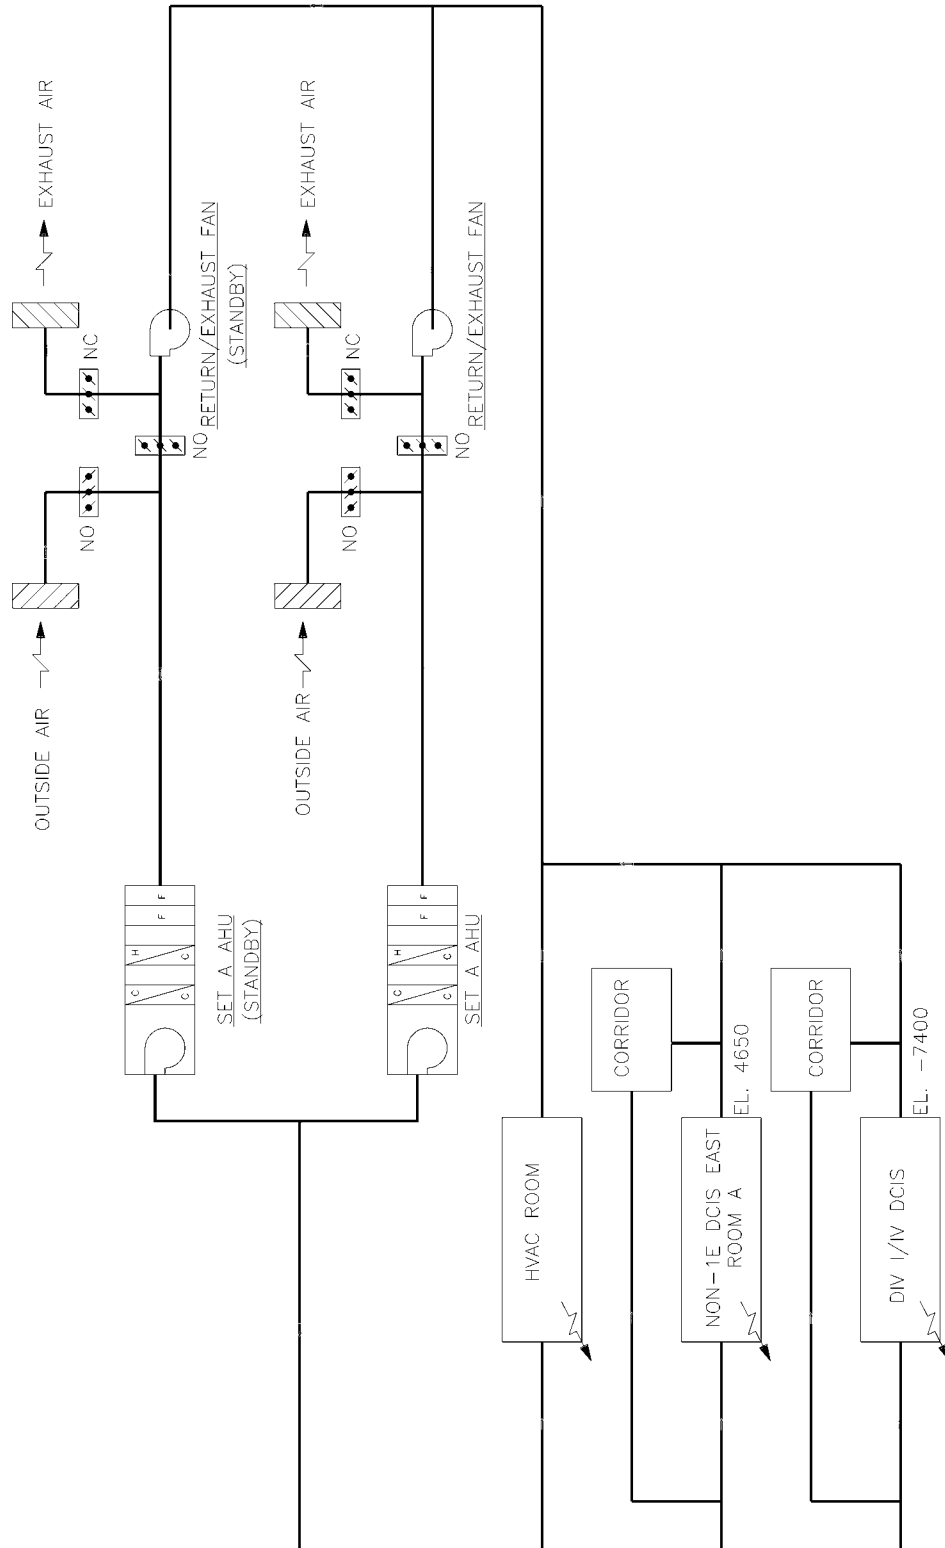 OUTSIDE AIR
EXHAUST AIR
NO
NC
NO
RETURN/EXHAUST FAN
(STANDBY)
F
F
H
C
C
C
SET A AHU
(STANDBY)
OUTSIDE AIR
EXHAUST AIR
NO
NC
NO
RETURN/EXHAUST FAN
F
F
H
C
C
C
SET A AHU
HVAC ROOM
CORRIDOR
NON-1E DCIS EAST
ROOM A
EL. 4650
CORRIDOR
DIV I/IV DCIS
EL. -7400